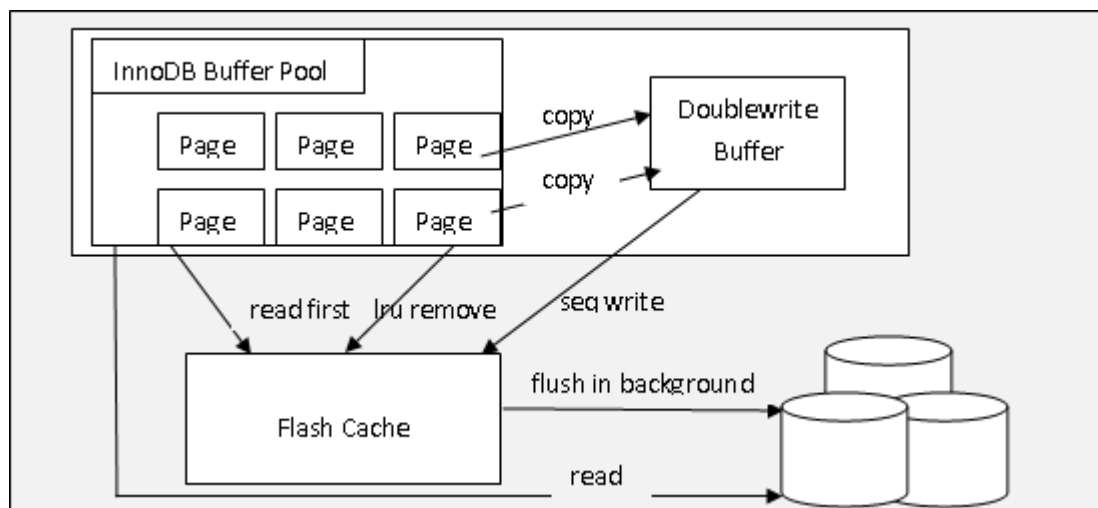 InnoDB Buffer Pool
Doublewrite
Buffer
copy
Page Page Page
copy
Page Page Page
read first lru remove seq write
flush in background
Flash Cache
read